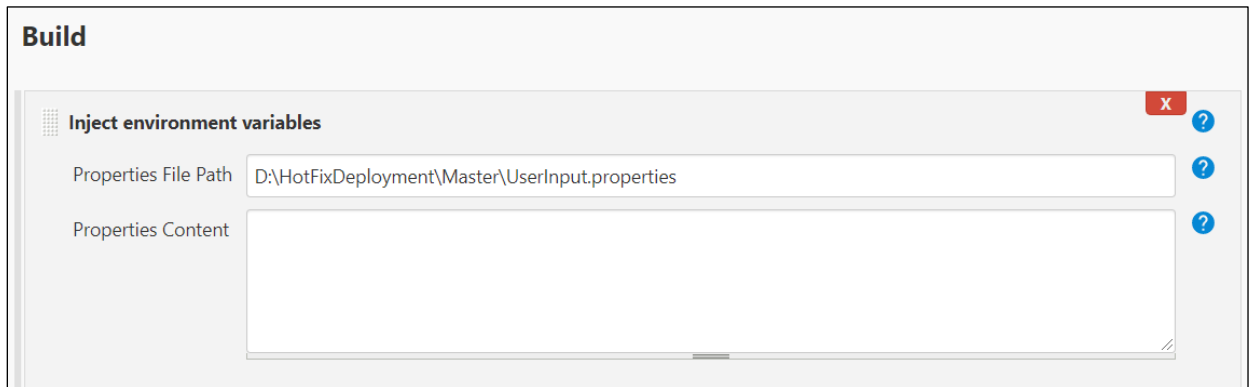 Build
X
Inject environment variables
?
Properties File Path D:\HotFixDeployment\Master\UserInput.properties
?
Properties Content
?